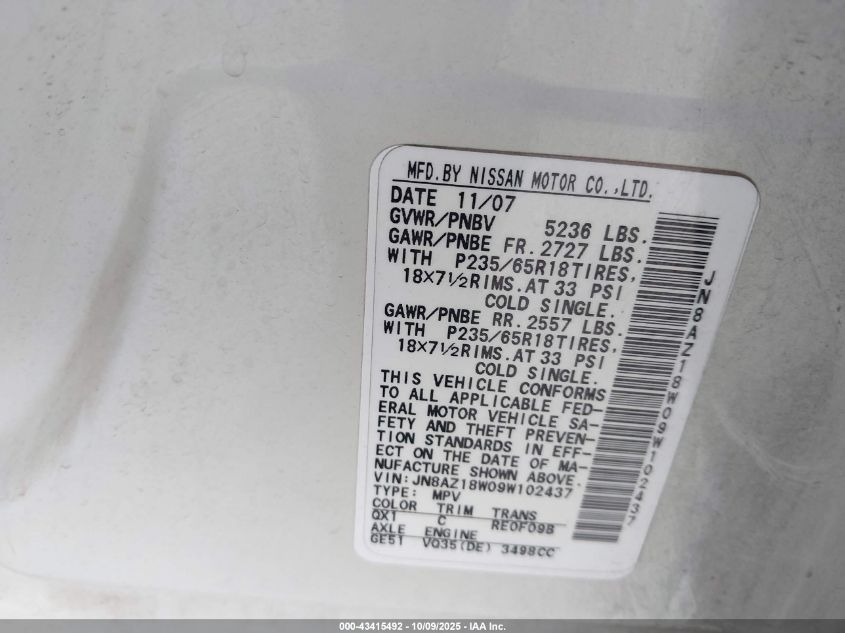 MFD.BY NISSAN MOTOR CO.,LTD.
DATE 11/07
GVWR/PNBV 5236 LBS.
GAWR/PNBE FR. 2727 LBS.
WITH P235/65R18TIRES,
18X7½RIMS.AT 33 PSI
COLD SINGLE.
GAWR/PNBE RR. 2557 LBS.
WITH P235/65R18TIRES,
18X7½RIMS.AT 33 PSI
COLD SINGLE.
THIS VEHICLE CONFORMS
TO ALL APPLICABLE FED-
ERAL MOTOR VEHICLE SA-
FETY AND THEFT PREVEN-
TION STANDARDS IN EFF-
ECT ON THE DATE OF MA-
NUFACTURE SHOWN ABOVE.
VIN:JN8AZ18W09W102437
TYPE: MPV
COLOR TRIM TRANS
QX1 C RE0F09B
AXLE ENGINE
GE51 VQ35(DE) 3498CC
JN8AZ18W09W102437
000-43415492 - 10/09/2025 - IAA Inc.